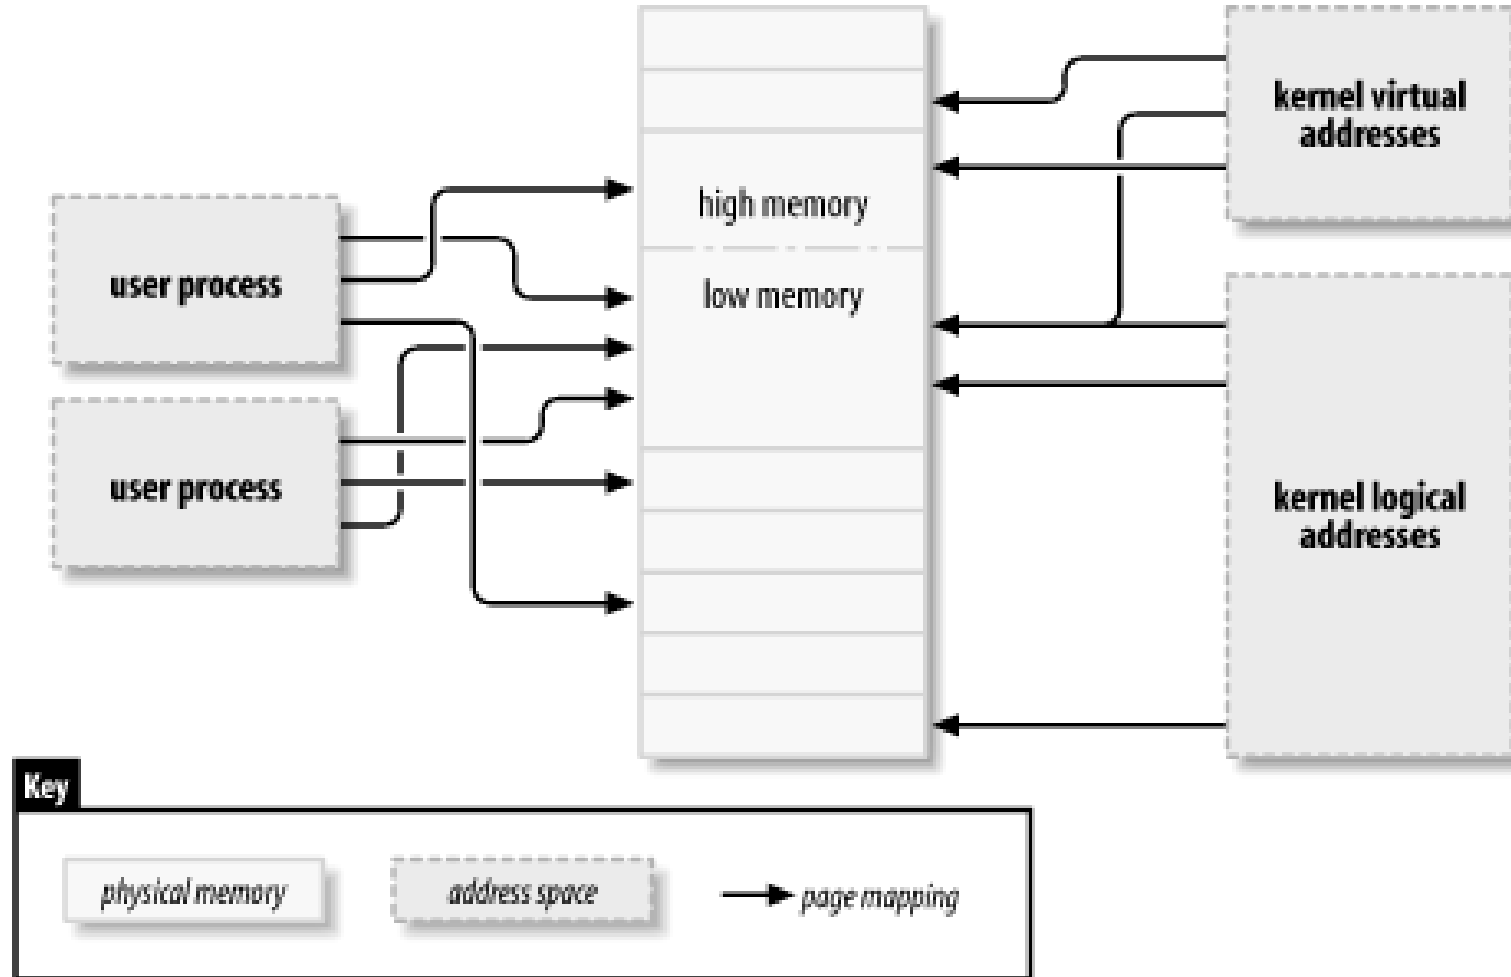 kernel virtual
addresses
high memory
user process
low memory
user process
kernel logical
addresses
Key
physical memory
address space
page mapping